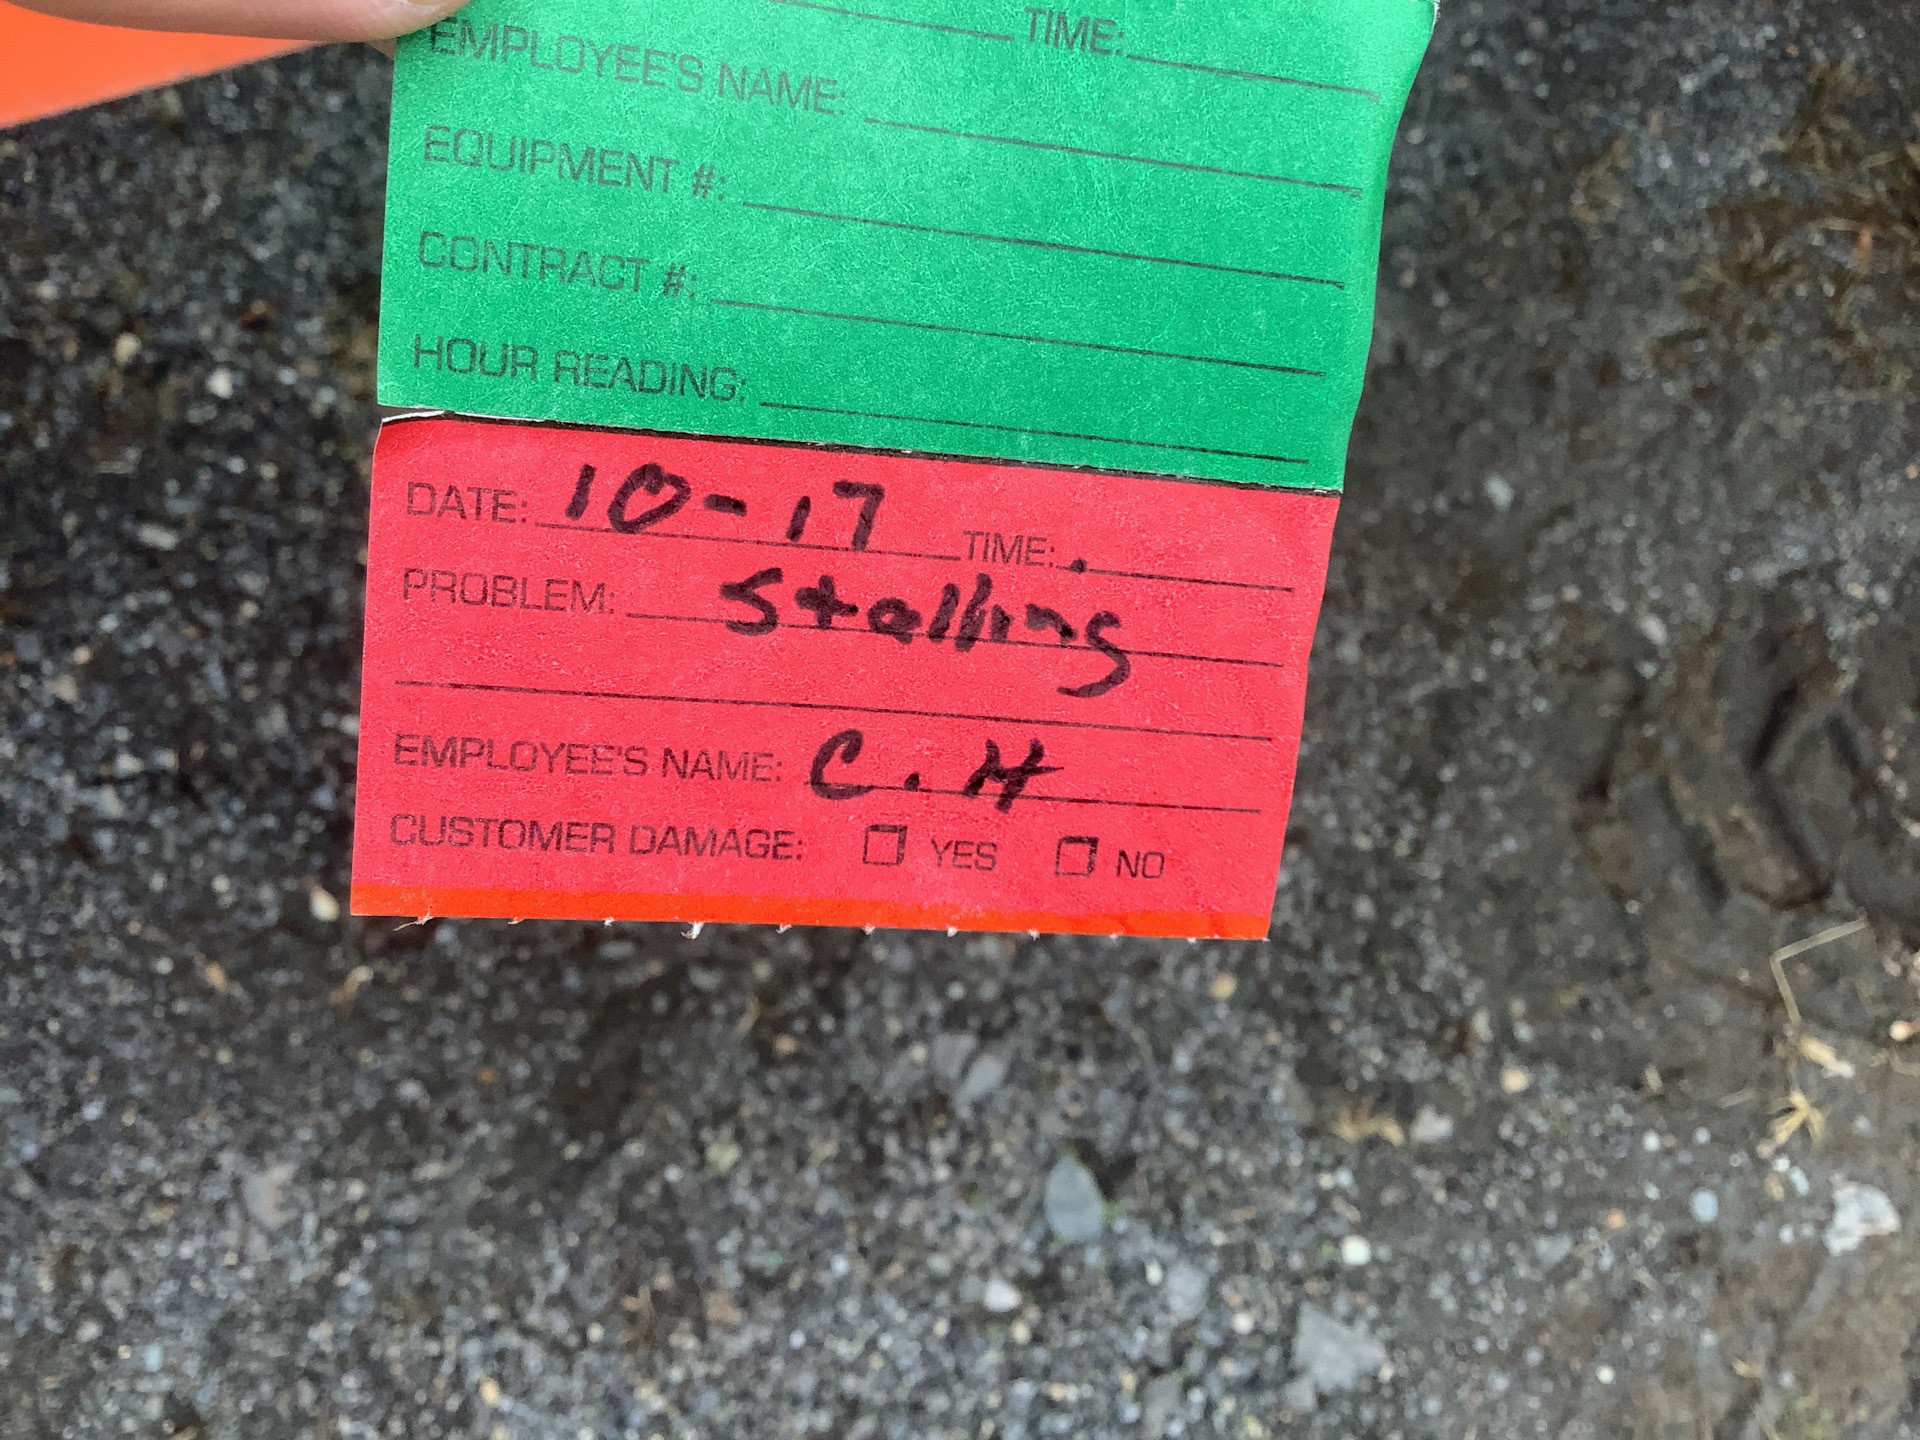 TIME:
EMPLOYEE'S NAME:
EQUIPMENT #:
CONTRACT #:
HOUR READING:
DATE: 10-17 TIME:
PROBLEM: Stalling
EMPLOYEE'S NAME: C. H
CUSTOMER DAMAGE: YES NO